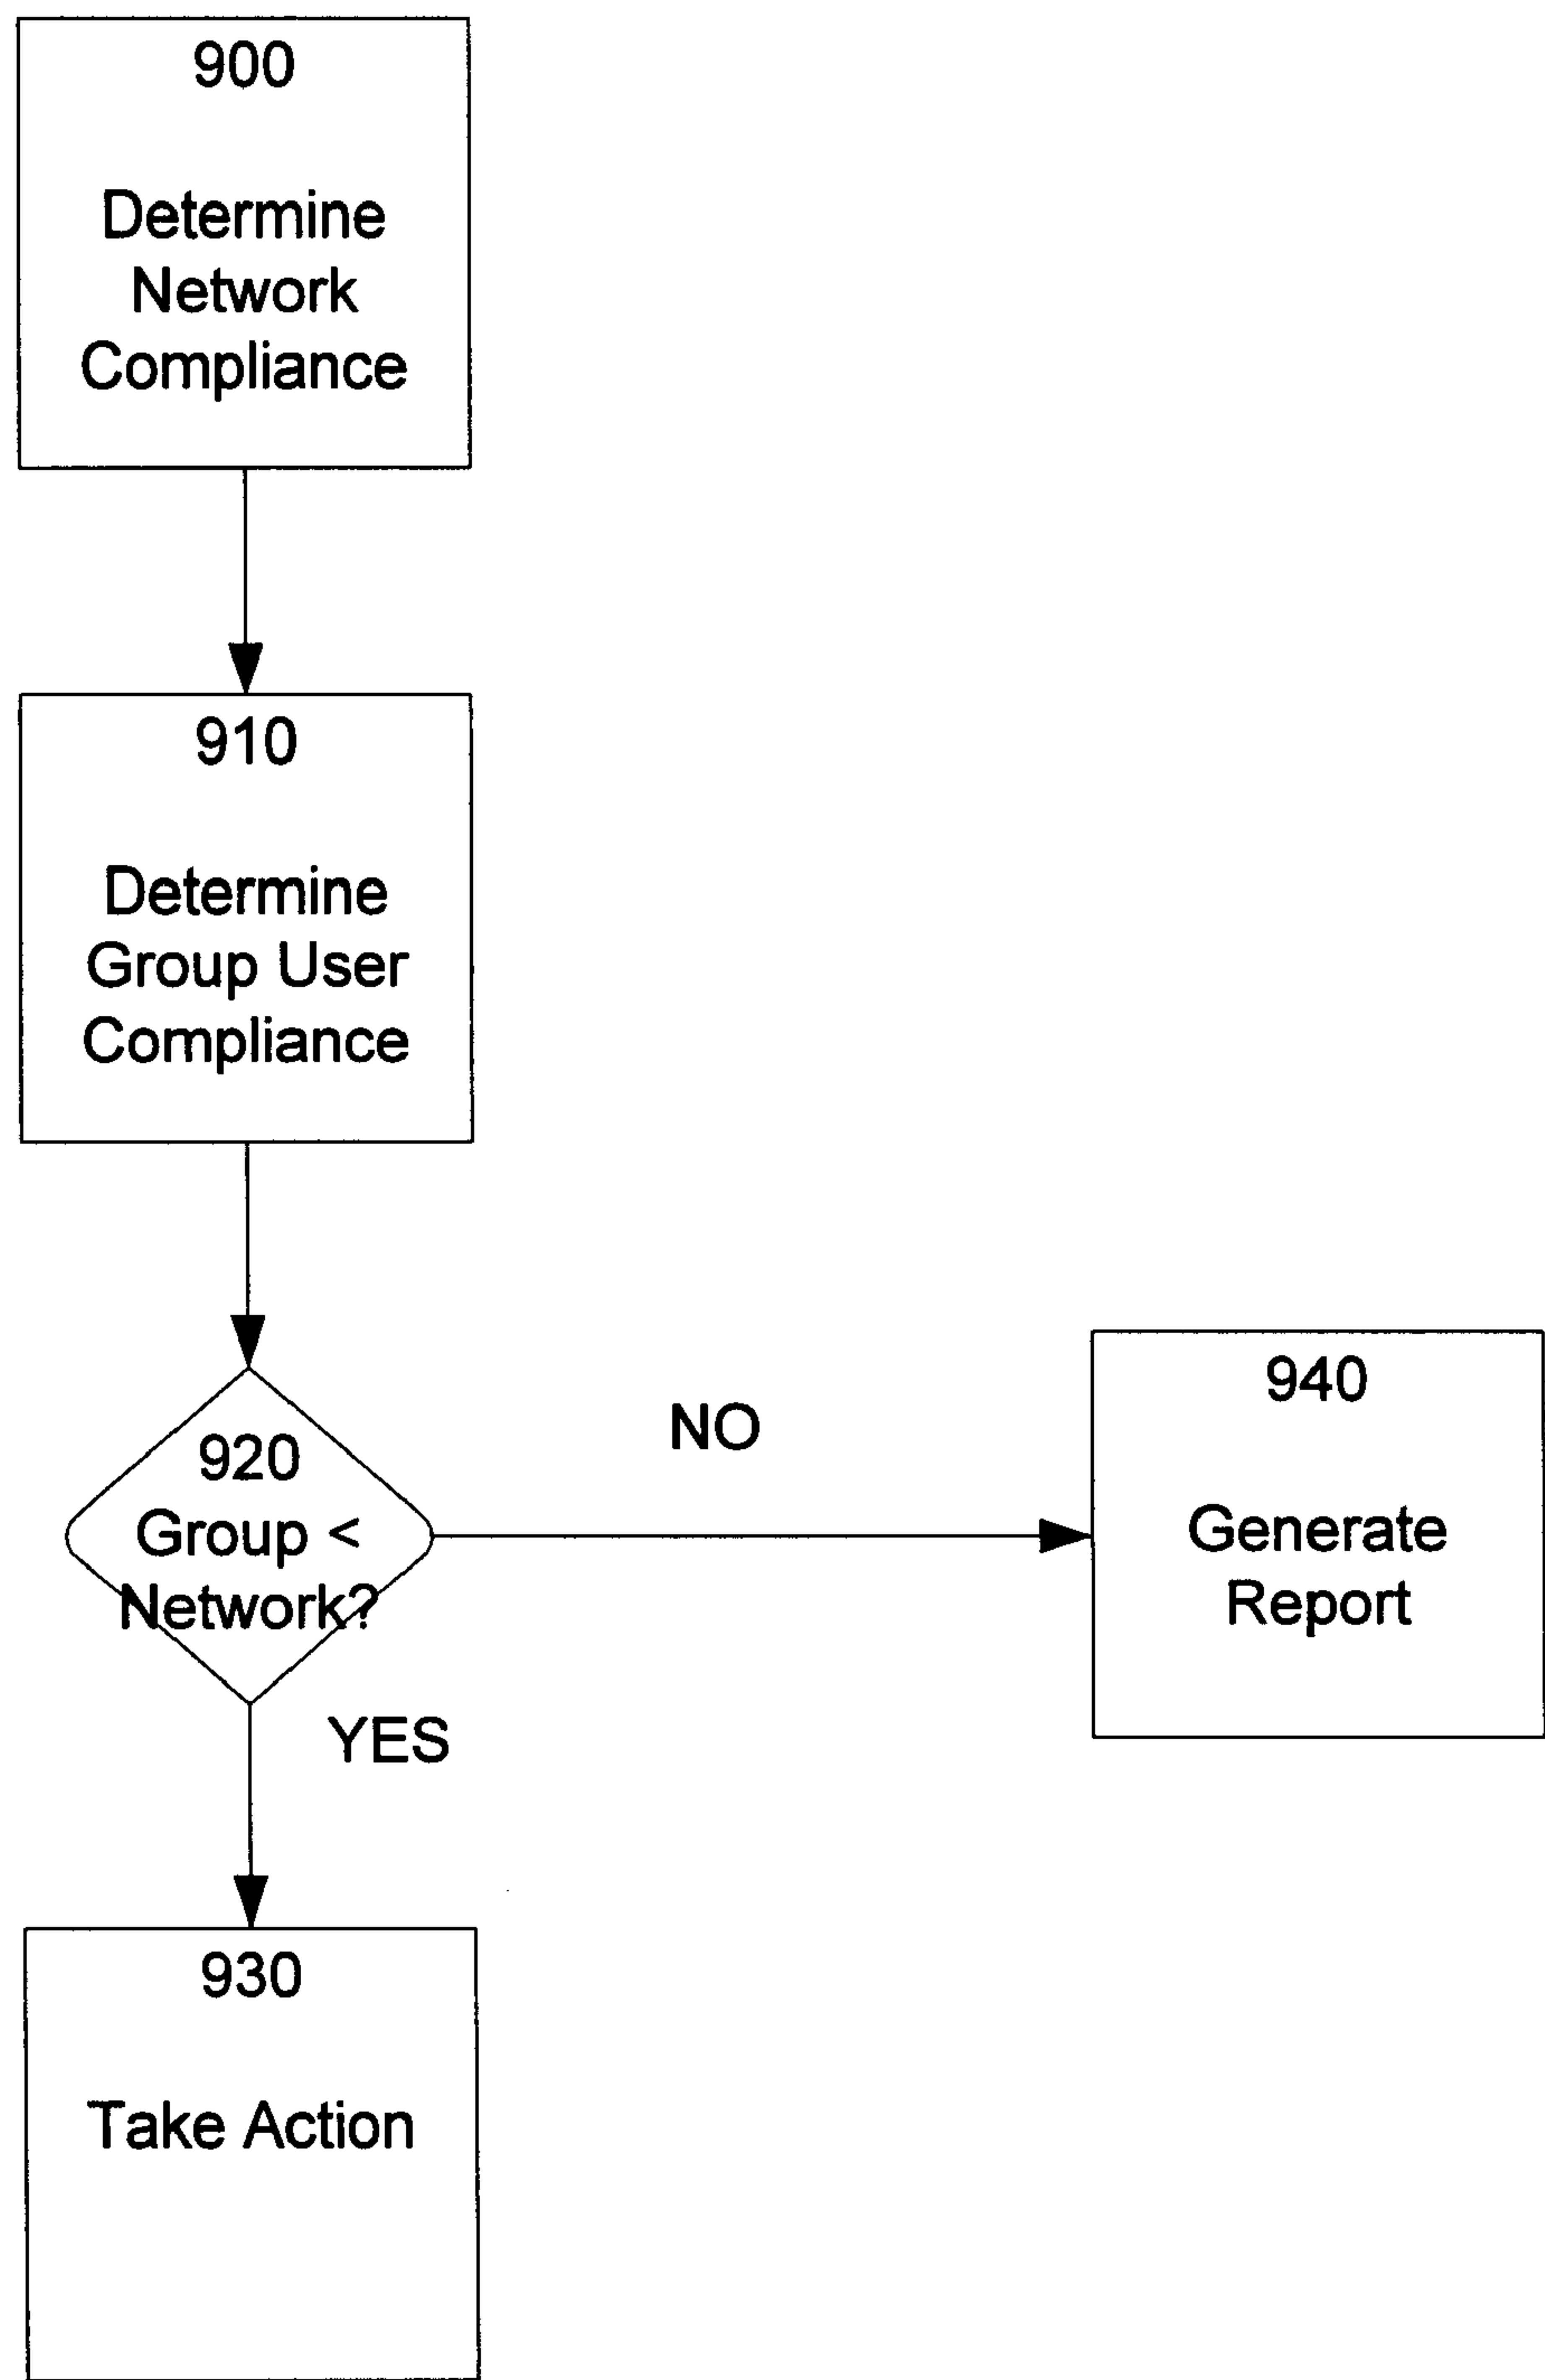 900
Determine
Network
Compliance
910
Determine
Group User
Compliance
920
Group <
Network?
NO
940
Generate
Report
YES
930
Take Action